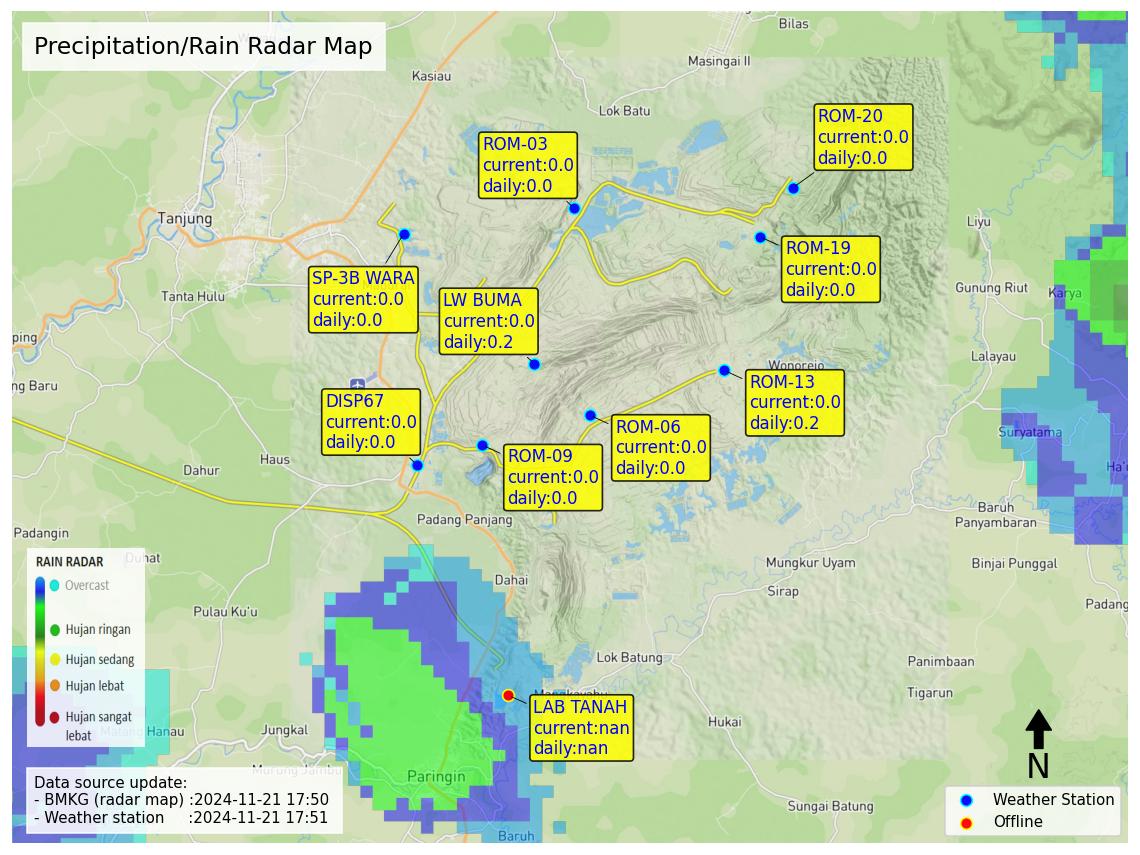 Precipitation/Rain Radar Map
Bilas
Masingai II
Kasiau
Lok Batu
ROM-20
current:0.0
daily:0.0
ROM-03
current:0.0
daily:0.0
Tanjung
Liyu
SP-3B WARA
current:0.0
daily:0.0
ROM-19
current:0.0
daily:0.0
Tanta Hulu
LW BUMA
current:0.0
daily:0.2
Gunung Riut
Karya
ping
Lalayau
Wonorejo
ng Baru
ROM-13
current:0.0
daily:0.2
DISP67
current:0.0
daily:0.0
ROM-06
current:0.0
daily:0.0
Suryatama
Haus
Dahur
ROM-09
current:0.0
daily:0.0
Ha'u
Baruh
Panyambaran
Padang Panjang
Padangin
Duhat
Mungkur Uyam
Binjai Punggal
RAIN RADAR
Overcast
Hujan ringan
Hujan sedang
Hujan lebat
Hujan sangat
lebat
Dahai
Sirap
Padang
Pulau Ku'u
Lok Batung
Panimbaan
Tigarun
LAB TANAH
current:nan
daily:nan
Matang Hanau
Jungkal
Hukai
Murung Jambu
Paringin
N
Data source update:
- BMKG (radar map) :2024-11-21 17:50
- Weather station :2024-11-21 17:51
Sungai Batung
Baruh
Weather Station
Offline